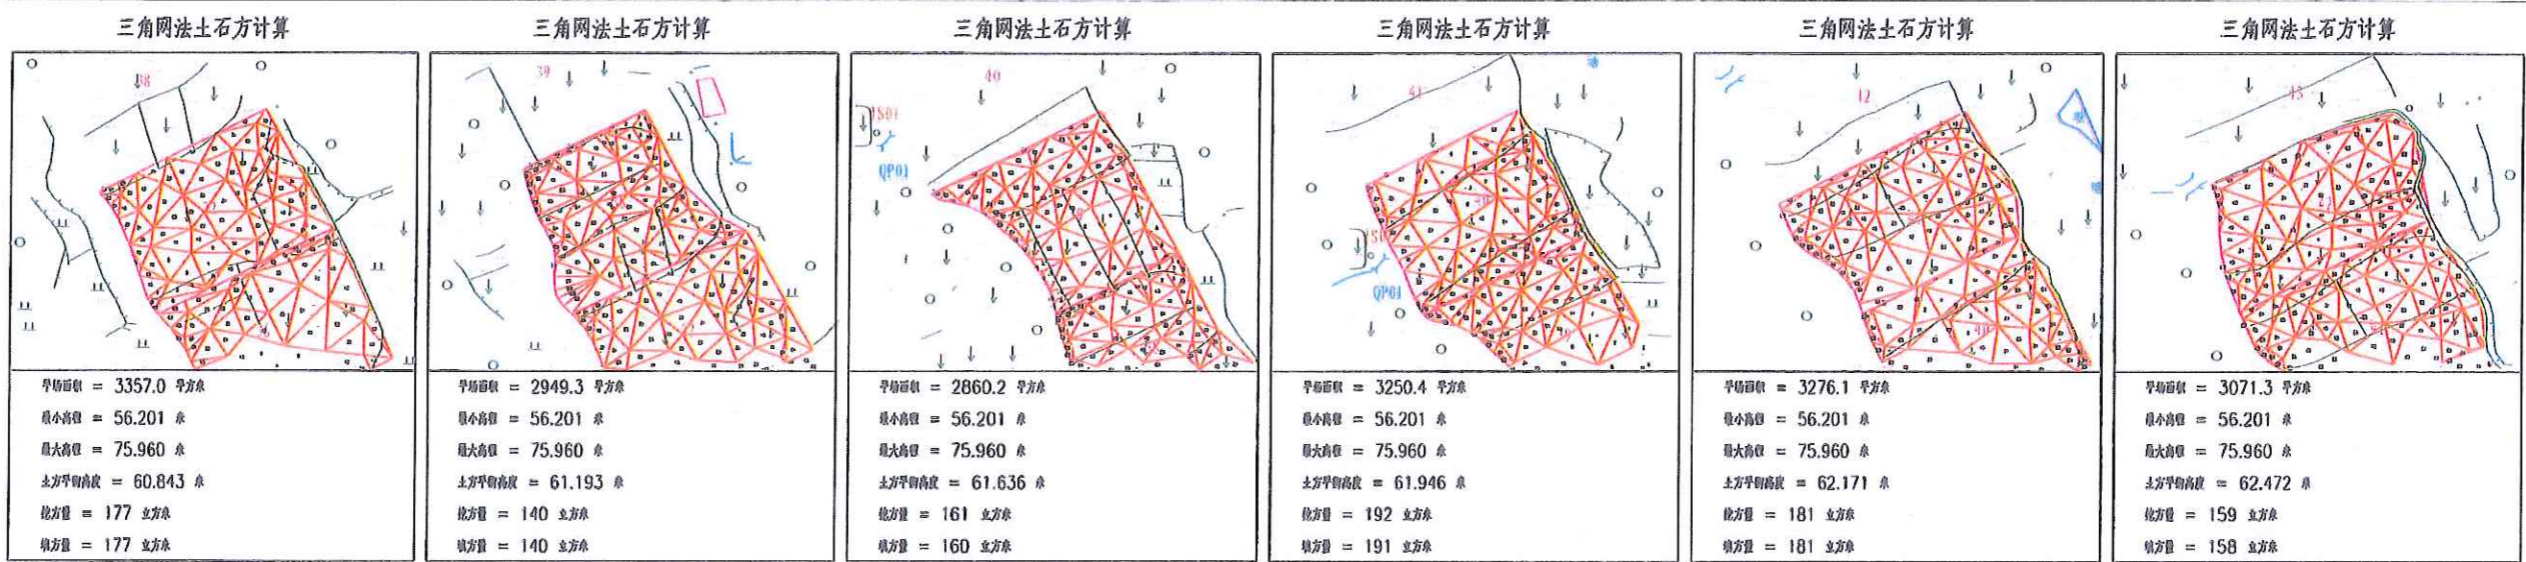 三角网法土石方计算
38
平场面积 = 3357.0 平方米
最小高程 = 56.201 米
最大高程 = 75.960 米
土方平衡高度 = 60.843 米
挖方量 = 177 立方米
填方量 = 177 立方米
三角网法土石方计算
39
平场面积 = 2949.3 平方米
最小高程 = 56.201 米
最大高程 = 75.960 米
土方平衡高度 = 61.193 米
挖方量 = 140 立方米
填方量 = 140 立方米
三角网法土石方计算
40
JS01
QP01
平场面积 = 2860.2 平方米
最小高程 = 56.201 米
最大高程 = 75.960 米
土方平衡高度 = 61.636 米
挖方量 = 161 立方米
填方量 = 160 立方米
三角网法土石方计算
41
QP01
平场面积 = 3250.4 平方米
最小高程 = 56.201 米
最大高程 = 75.960 米
土方平衡高度 = 61.946 米
挖方量 = 192 立方米
填方量 = 191 立方米
三角网法土石方计算
42
平场面积 = 3276.1 平方米
最小高程 = 56.201 米
最大高程 = 75.960 米
土方平衡高度 = 62.171 米
挖方量 = 181 立方米
填方量 = 181 立方米
三角网法土石方计算
43
平场面积 = 3071.3 平方米
最小高程 = 56.201 米
最大高程 = 75.960 米
土方平衡高度 = 62.472 米
挖方量 = 159 立方米
填方量 = 158 立方米